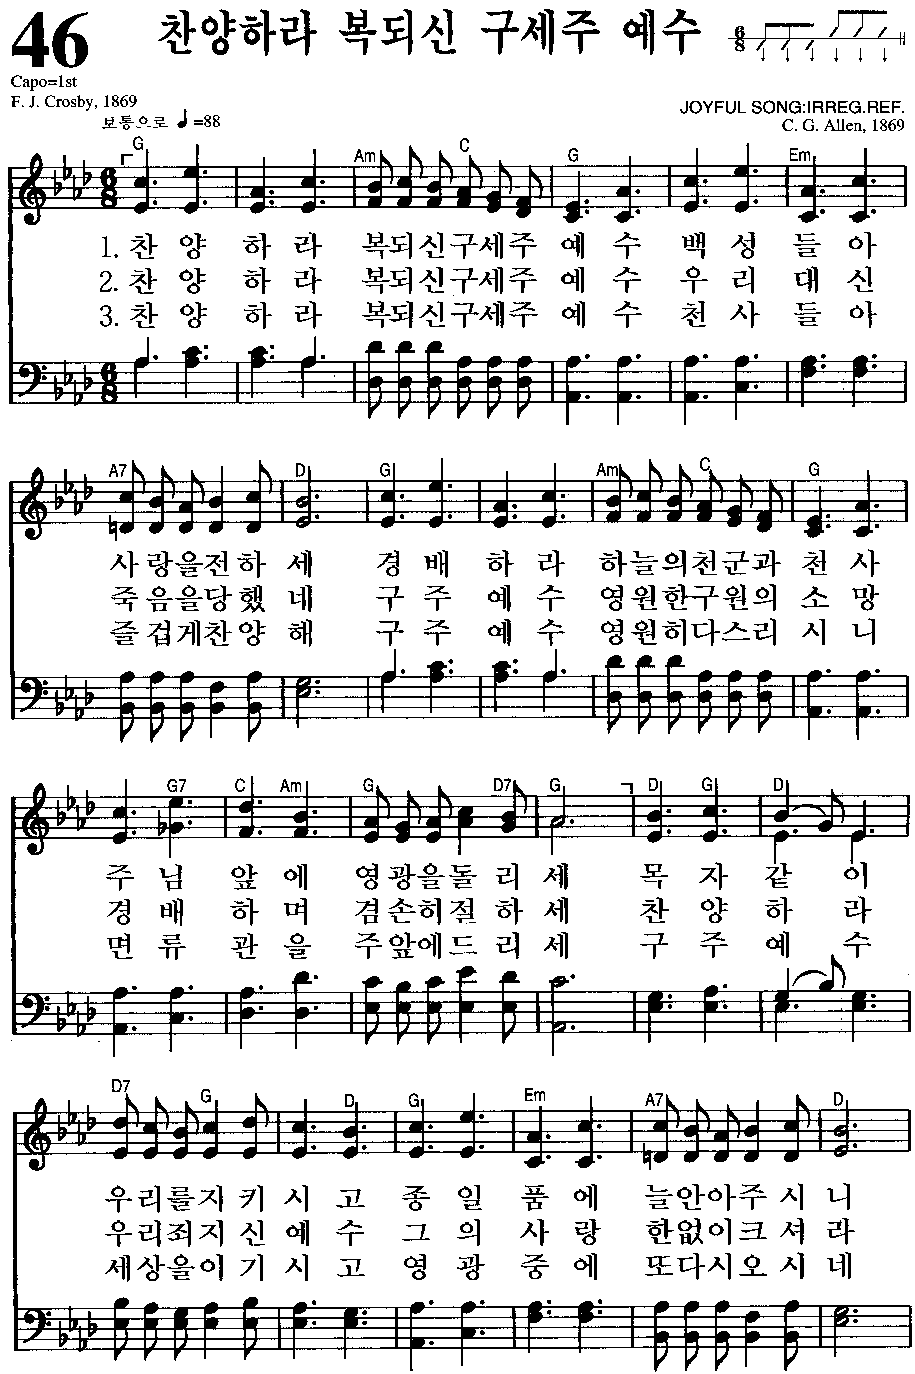 46 찬양하라 복되신 구세주 예수 6/8
Capo=1st
F. J. Crosby, 1869
JOYFUL SONG:IRREG.REF.
보통으로 ♩.=88
C. G. Allen, 1869
G Am C G Em
1. 찬 양 하 라 복되신구세주 예 수 백 성 들 아
2. 찬 양 하 라 복되신구세주 예 수 우 리 대 신
3. 찬 양 하 라 복되신구세주 예 수 천 사 들 아
A7 D G Am C G
사 랑을전하 세 경 배 하 라 하늘의천군과 천 사
죽 음을당했 네 구 주 예 수 영원한구원의 소 망
즐 겁게찬양 해 구 주 예 수 영원히다스리 시 니
G7 C Am G D7 G D G D
주 님 앞 에 영광을돌 리 세 목 자 같 이
경 배 하 며 겸손히절 하 세 찬 양 하 라
면 류 관 을 주앞에드 리 세 구 주 예 수
D7 G D G Em A7 D
우리를지 키 시 고 종 일 품 에 늘안아주 시 니
우리죄지 신 예 수 그 의 사 랑 한없이크 셔 라
세상을이 기 시 고 영 광 중 에 또다시오 시 네